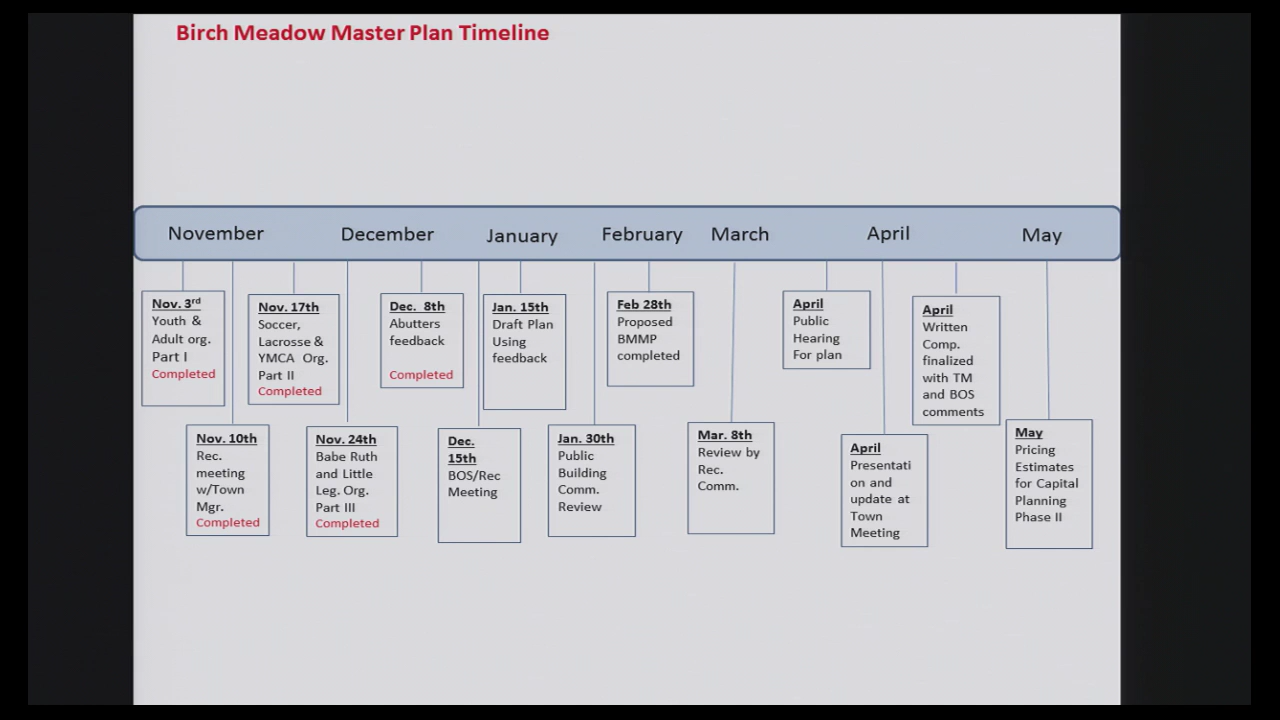 Birch Meadow Master Plan Timeline
November
December
January
February
March
April
May
Nov. 3rd
Youth &
Adult org.
Part I
Completed
Nov. 17th
Soccer,
Lacrosse &
YMCA Org.
Part II
Completed
Dec. 8th
Abutters
feedback
Completed
Jan. 15th
Draft Plan
Using
feedback
Feb 28th
Proposed
BMMP
completed
April
Public
Hearing
For plan
April
Written
Comp.
finalized
with TM
and BOS
comments
Nov. 10th
Rec.
meeting
w/Town
Mgr.
Completed
Nov. 24th
Babe Ruth
and Little
Leg. Org.
Part III
Completed
Dec.
15th
BOS/Rec
Meeting
Jan. 30th
Public
Building
Comm.
Review
Mar. 8th
Review by
Rec.
Comm.
April
Presentati
on and
update at
Town
Meeting
May
Pricing
Estimates
for Capital
Planning
Phase II